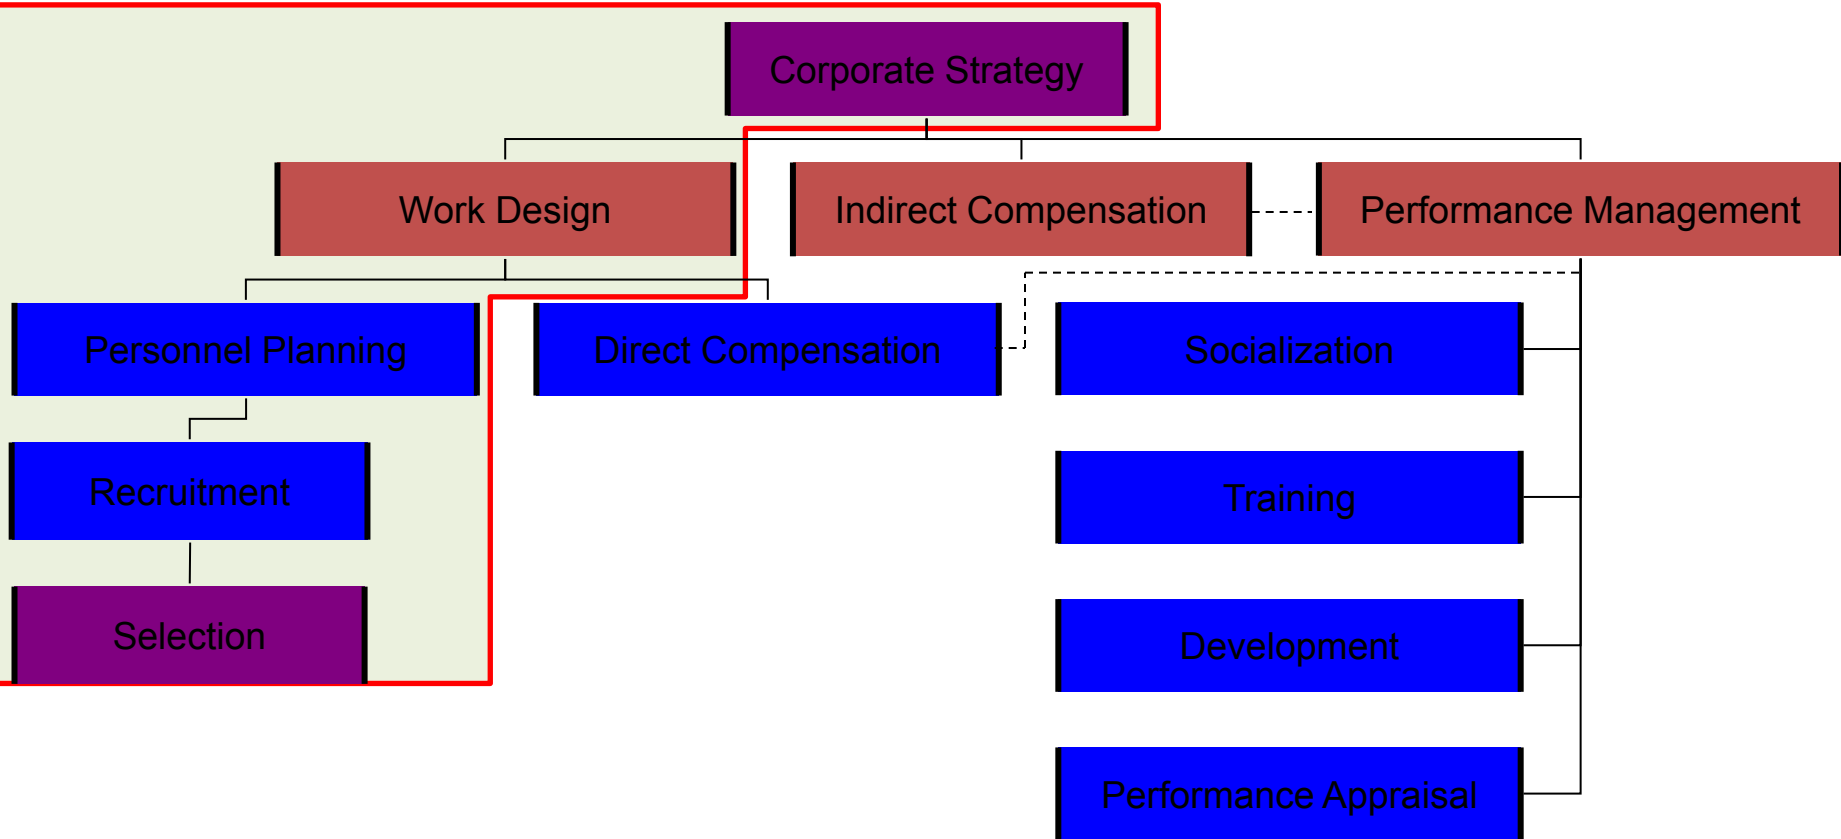 Corporate Strategy
Work Design
Indirect Compensation
Performance Management
Personnel Planning
Direct Compensation
Socialization
Recruitment
Training
Selection
Development
Performance Appraisal